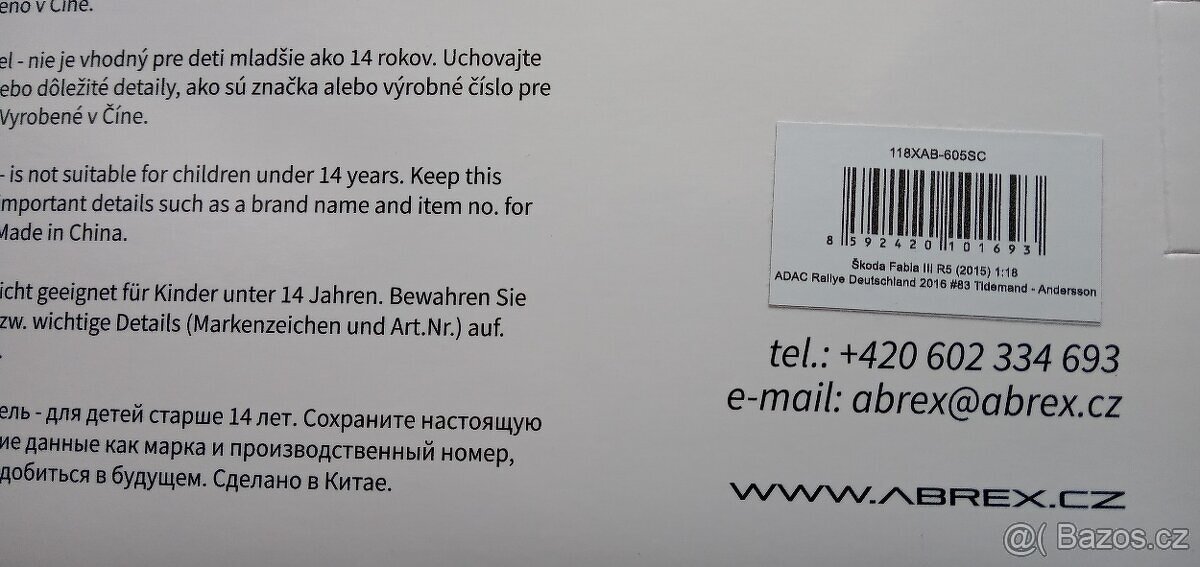 eno v Číně.
el - nie je vhodný pre deti mladšie ako 14 rokov. Uchovajte
ebo dôležité detaily, ako sú značka alebo výrobné číslo pre
Vyrobené v Číne.
- is not suitable for children under 14 years. Keep this
important details such as a brand name and item no. for
Made in China.
icht geeignet für Kinder unter 14 Jahren. Bewahren Sie
zw. wichtige Details (Markenzeichen und Art.Nr.) auf.
ель - для детей старше 14 лет. Сохраните настоящую
ие данные как марка и производственный номер,
добиться в будущем. Сделано в Китае.
118XAB-605SC
8 592420 101693
Škoda Fabia III R5 (2015) 1:18
ADAC Rallye Deutschland 2016 #83 Tidemand - Andersson
tel.: +420 602 334 693
e-mail: abrex@abrex.cz
WWW.ABREX.CZ
@( Bazos.cz